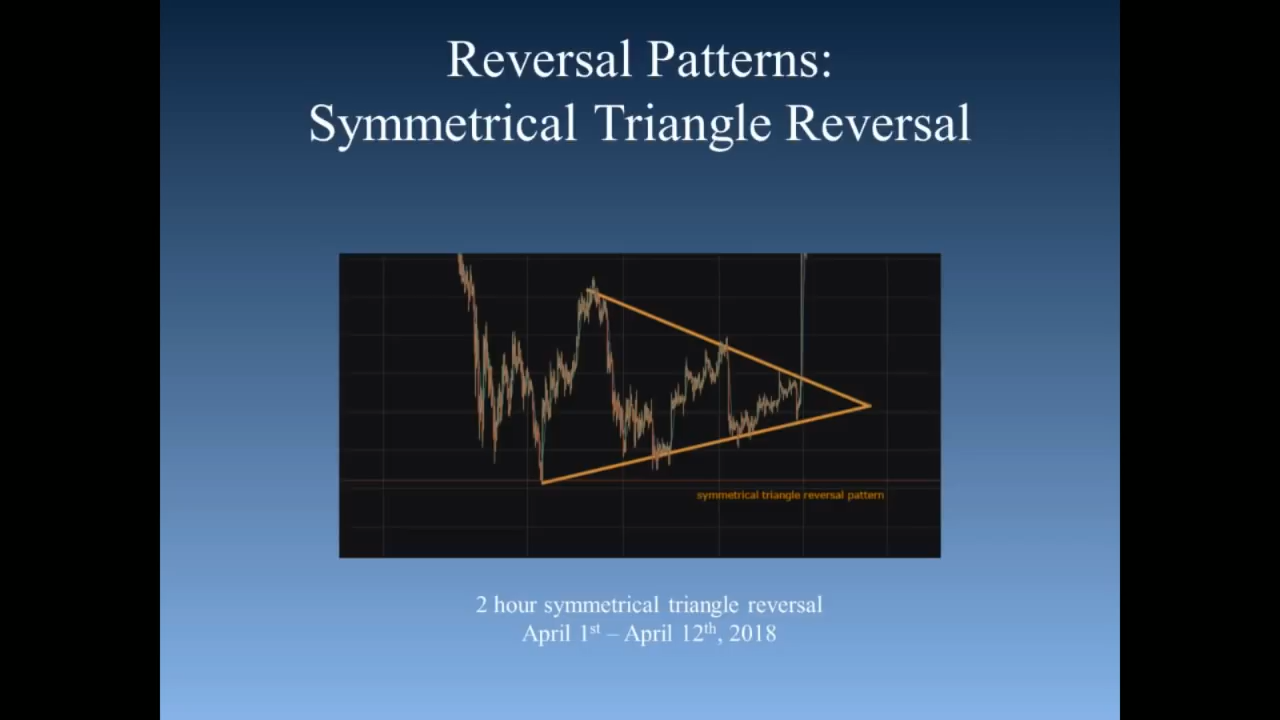 Reversal Patterns:
Symmetrical Triangle Reversal
symmetrical triangle reversal pattern
2 hour symmetrical triangle reversal
April 1st – April 12th, 2018